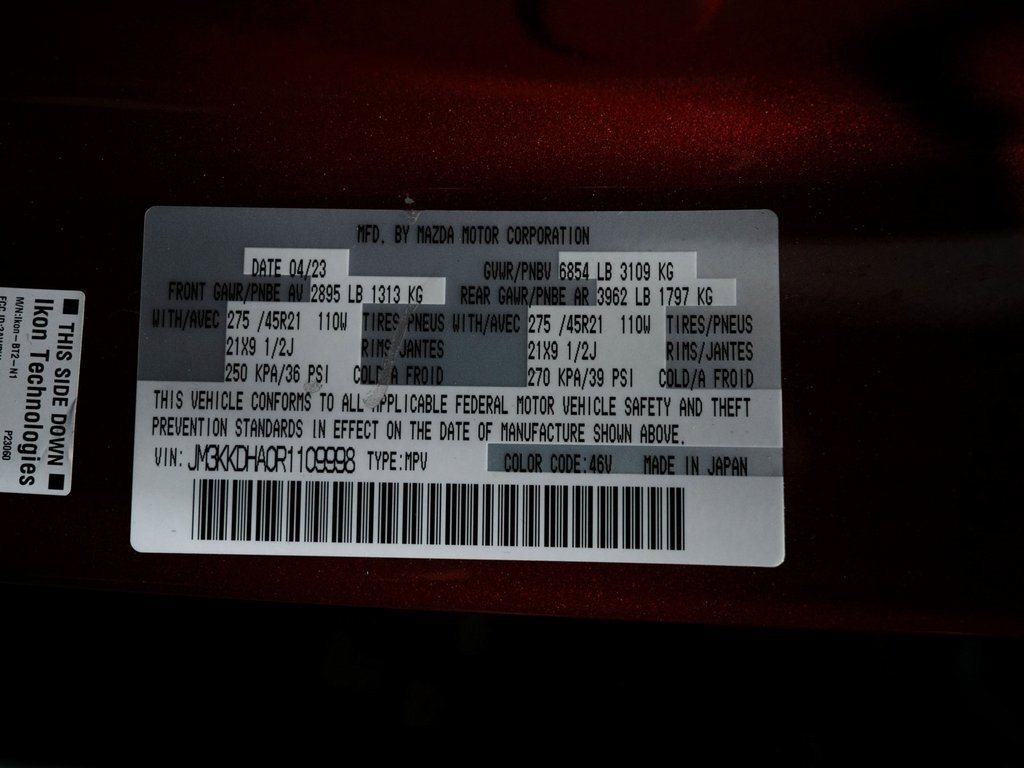 MFD. BY MAZDA MOTOR CORPORATION
DATE 04/23 GVWR/PNBV 6854 LB 3109 KG
FRONT GAWR/PNBE AV 2895 LB 1313 KG REAR GAWR/PNBE AR 3962 LB 1797 KG
WITH/AVEC 275 /45R21 110W TIRES/PNEUS WITH/AVEC 275 /45R21 110W TIRES/PNEUS
21X9 1/2J RIMS/JANTES 21X9 1/2J RIMS/JANTES
250 KPA/36 PSI COLD/A FROID 270 KPA/39 PSI COLD/A FROID
THIS VEHICLE CONFORMS TO ALL APPLICABLE FEDERAL MOTOR VEHICLE SAFETY AND THEFT
PREVENTION STANDARDS IN EFFECT ON THE DATE OF MANUFACTURE SHOWN ABOVE.
VIN: JM3KKDHA0R1109998 TYPE:MPV COLOR CODE:46V MADE IN JAPAN
THIS SIDE DOWN
Ikon Technologies
M/N:Ikon-BT2-N1 P23060